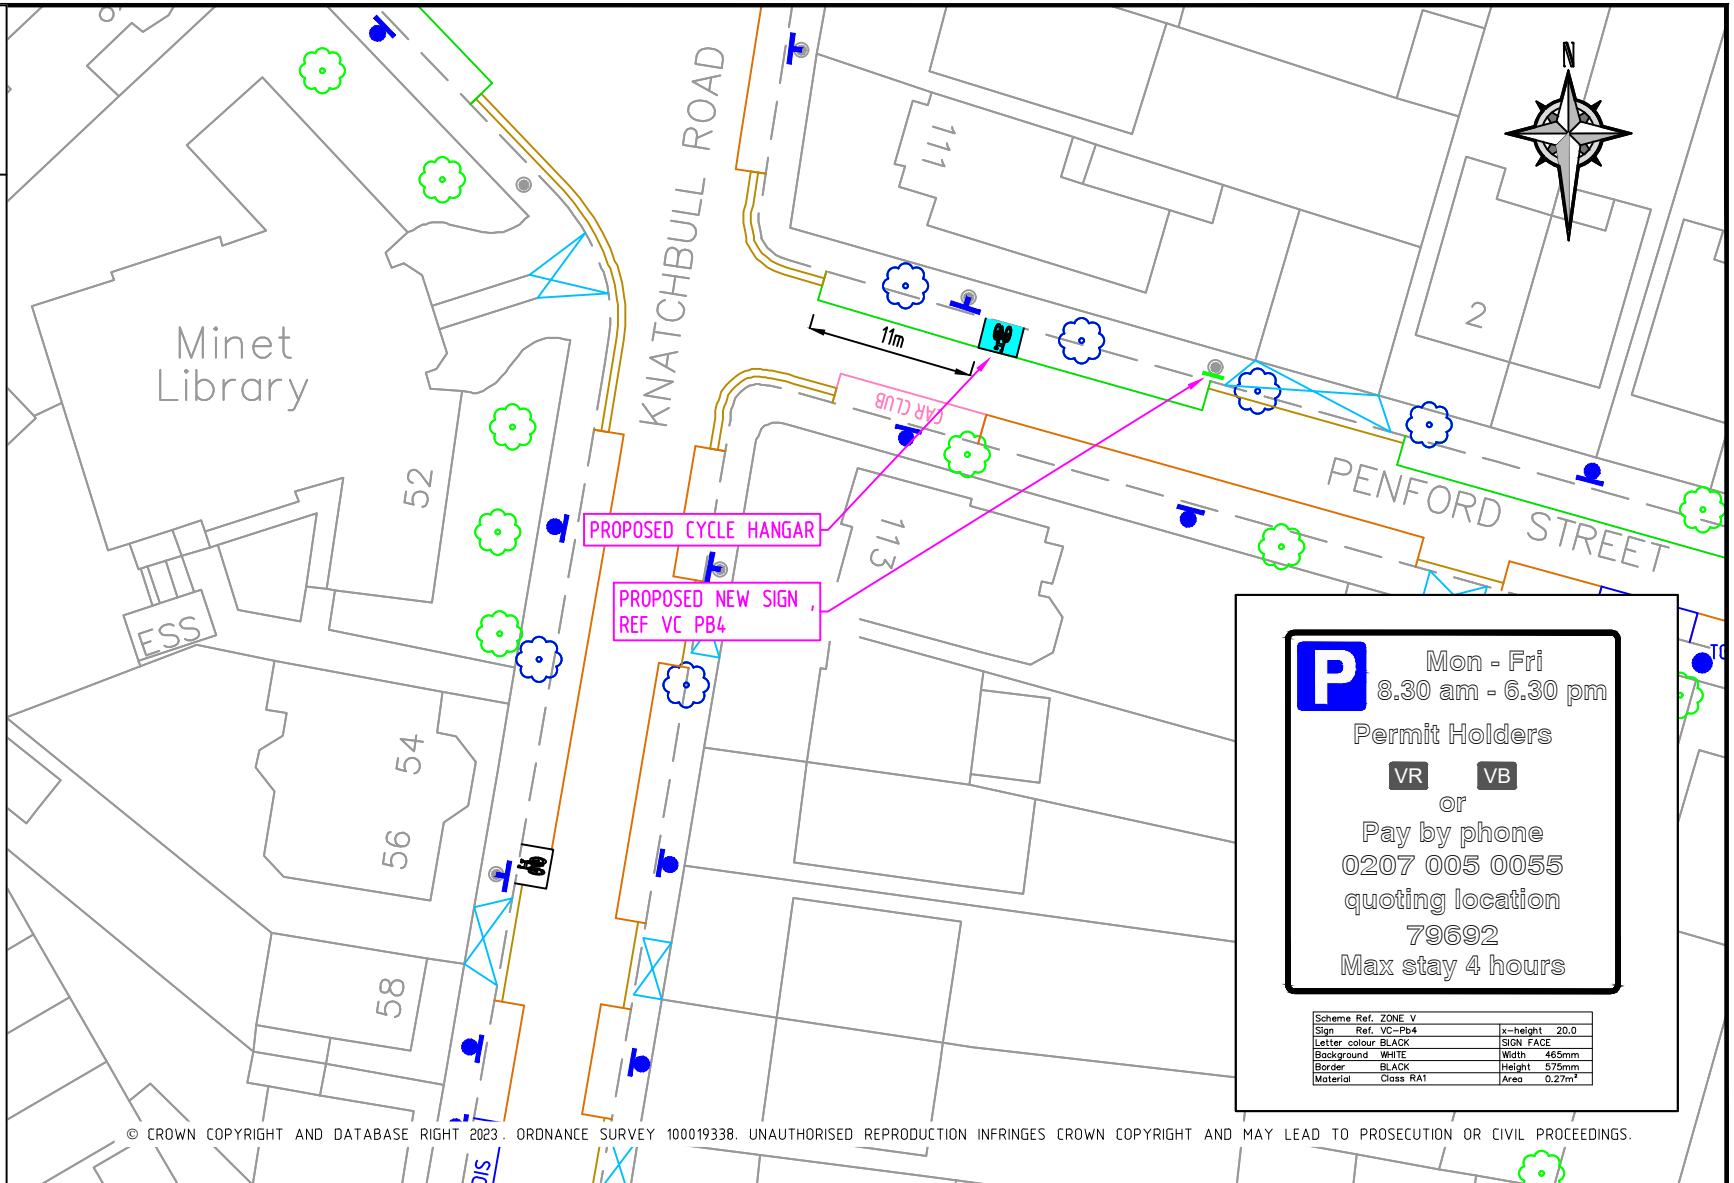 N
KNATCHBULL ROAD
111
2
Minet
Library
11m
CAR CLUB
52
PENFORD STREET
PROPOSED CYCLE HANGAR
113
PROPOSED NEW SIGN ,
REF VC PB4
ESS
54
56
58
P
Mon - Fri
8.30 am - 6.30 pm
Permit Holders
VR VB
or
Pay by phone
0207 005 0055
quoting location
79692
Max stay 4 hours
Scheme Ref. ZONE V
Sign Ref. VC-Pb4 x-height 20.0
Letter colour BLACK SIGN FACE
Background WHITE Width 465mm
Border BLACK Height 575mm
Material Class RA1 Area 0.27m²
© CROWN COPYRIGHT AND DATABASE RIGHT 2023. ORDNANCE SURVEY 100019338. UNAUTHORISED REPRODUCTION INFRINGES CROWN COPYRIGHT AND MAY LEAD TO PROSECUTION OR CIVIL PROCEEDINGS.